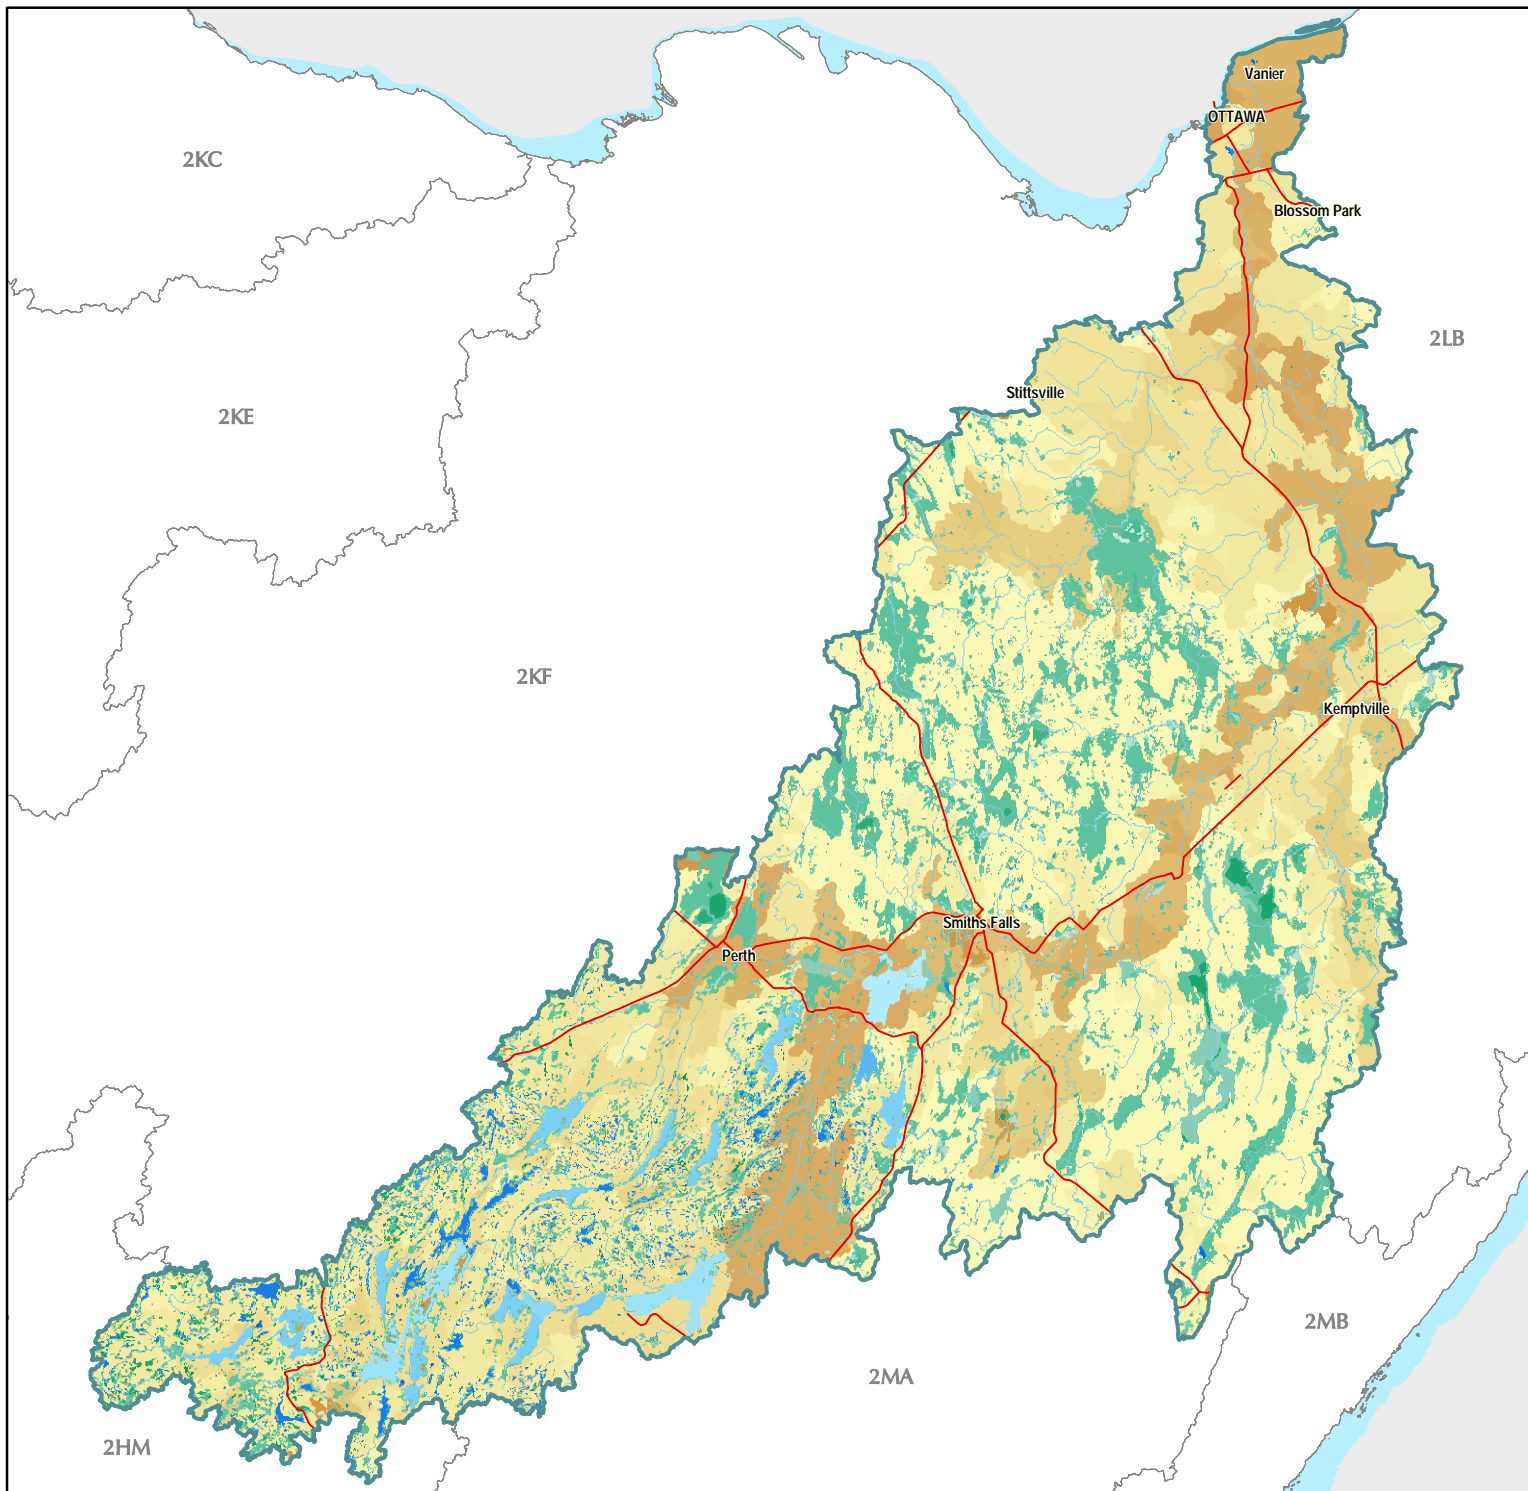 Vanier
OTTAWA
2KC
Blossom Park
2LB
Stittsville
2KE
2KF
Kemptville
Smiths Falls
Perth
2MB
2MA
2HM